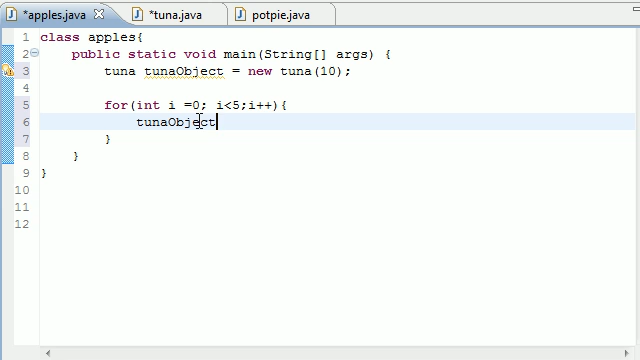 *apples.java
*tuna.java
potpie.java
1 class apples{
2 public static void main(String[] args) {
3 tuna tunaObject = new tuna(10);
4
5 for(int i =0; i<5;i++){
6 tunaObject
7 }
8 }
9 }
10
11
12